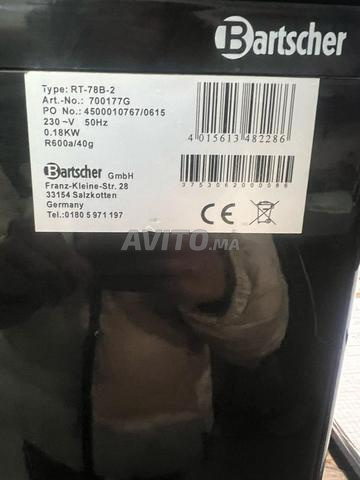 Bartscher
Type: RT-78B-2
Art.-No.: 700177G
PO No.: 4500010767/0615
230 ~V 50Hz
0.18KW
R600a/40g
4 015613 482286
Bartscher GmbH
Franz-Kleine-Str. 28
33154 Salzkotten
Germany
Tel.:0180 5 971 197
3753062000086
CE
AVITO.MA